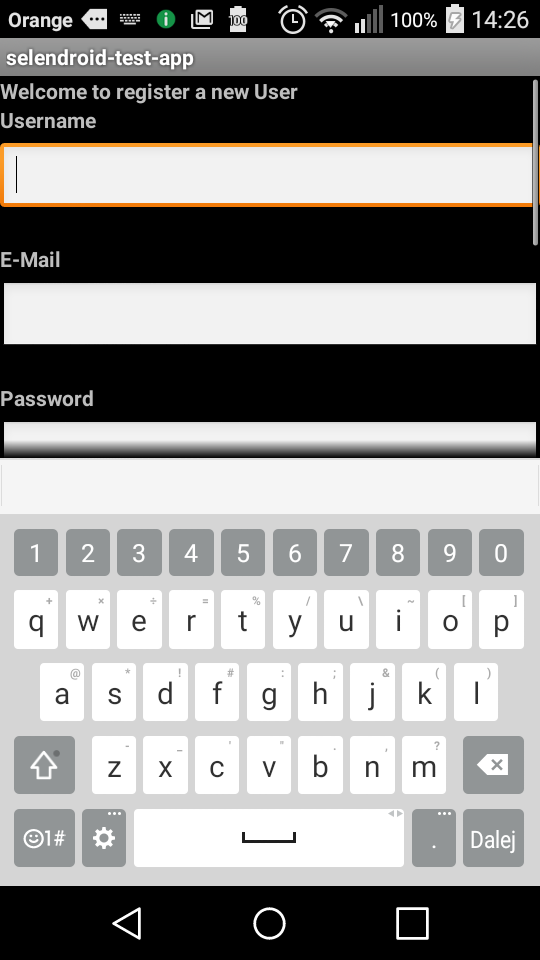 Orange 100 100% 14:26
selendroid-test-app
Welcome to register a new User
Username
E-Mail
Password
1 2 3 4 5 6 7 8 9 0
+ × ÷ = % / \ ~ [ ]
q w e r t y u i o p
@ * ! # : ; & ( )
a s d f g h j k l
- _ ' " . , ?
z x c v b n m
1# . Dalej